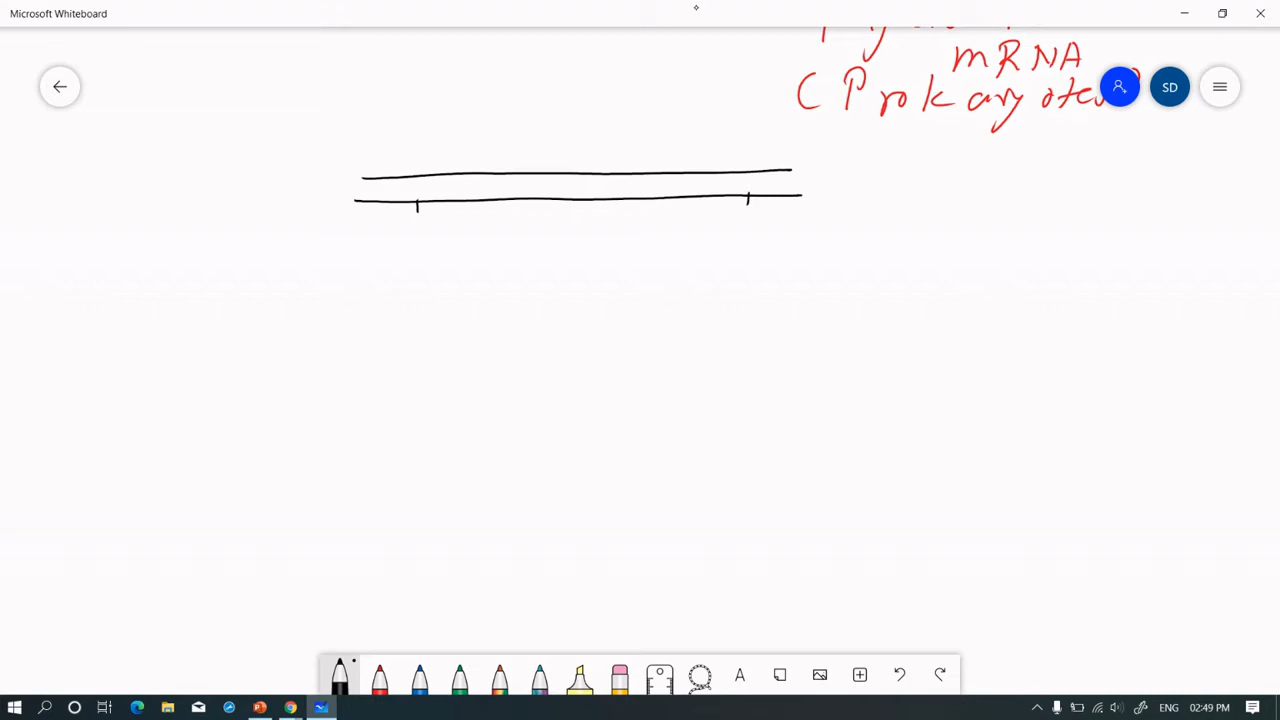 Microsoft Whiteboard
mRNA
(Prokaryotes
SD
A
ENG
02:49 PM